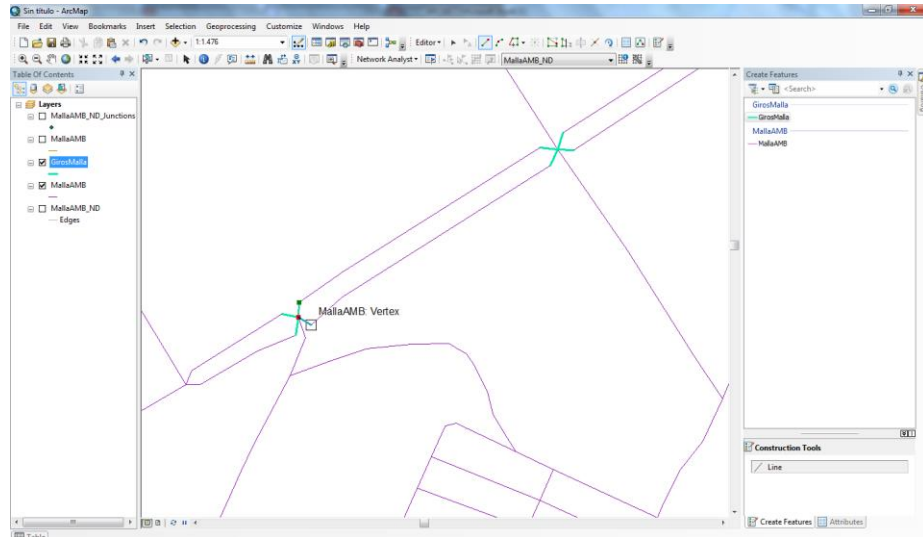 Sin título - ArcMap
File Edit View Bookmarks Insert Selection Geoprocessing Customize Windows Help
1:1.476
Editor
Network Analyst
MallaAMB_ND
Table Of Contents
Layers
MallaAMB_ND_Junctions
MallaAMB
GirosMalla
MallaAMB
MallaAMB_ND
Edges
MallaAMB: Vertex
Create Features
<Search>
GirosMalla
GirosMalla
MallaAMB
MallaAMB
Construction Tools
Line
Create Features Attributes
Table